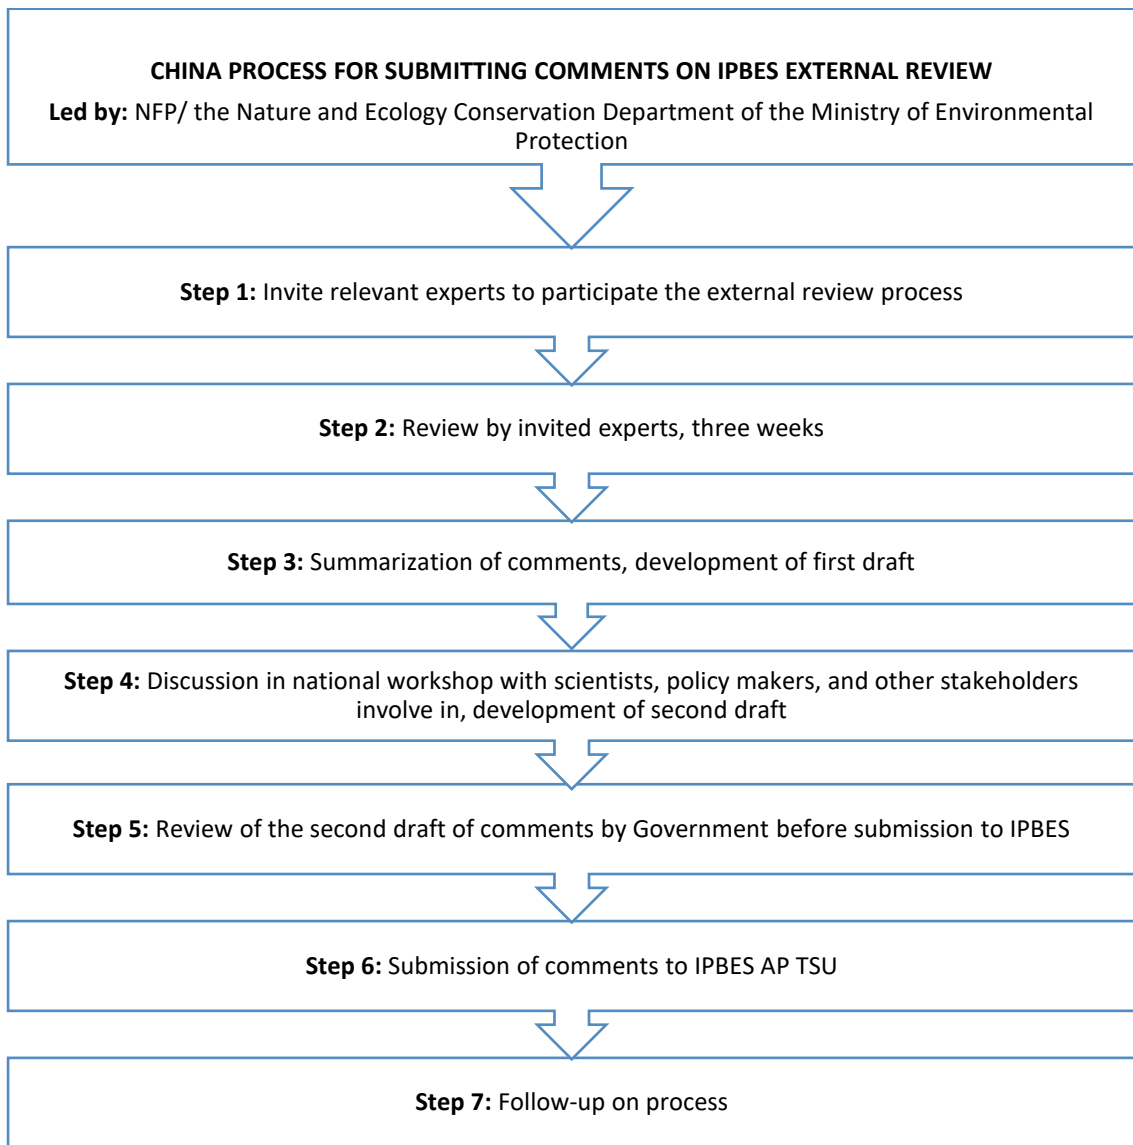 CHINA PROCESS FOR SUBMITTING COMMENTS ON IPBES EXTERNAL REVIEW
Led by: NFP/ the Nature and Ecology Conservation Department of the Ministry of Environmental
Protection
Step 1: Invite relevant experts to participate the external review process
Step 2: Review by invited experts, three weeks
Step 3: Summarization of comments, development of first draft
Step 4: Discussion in national workshop with scientists, policy makers, and other stakeholders
involve in, development of second draft
Step 5: Review of the second draft of comments by Government before submission to IPBES
Step 6: Submission of comments to IPBES AP TSU
Step 7: Follow-up on process